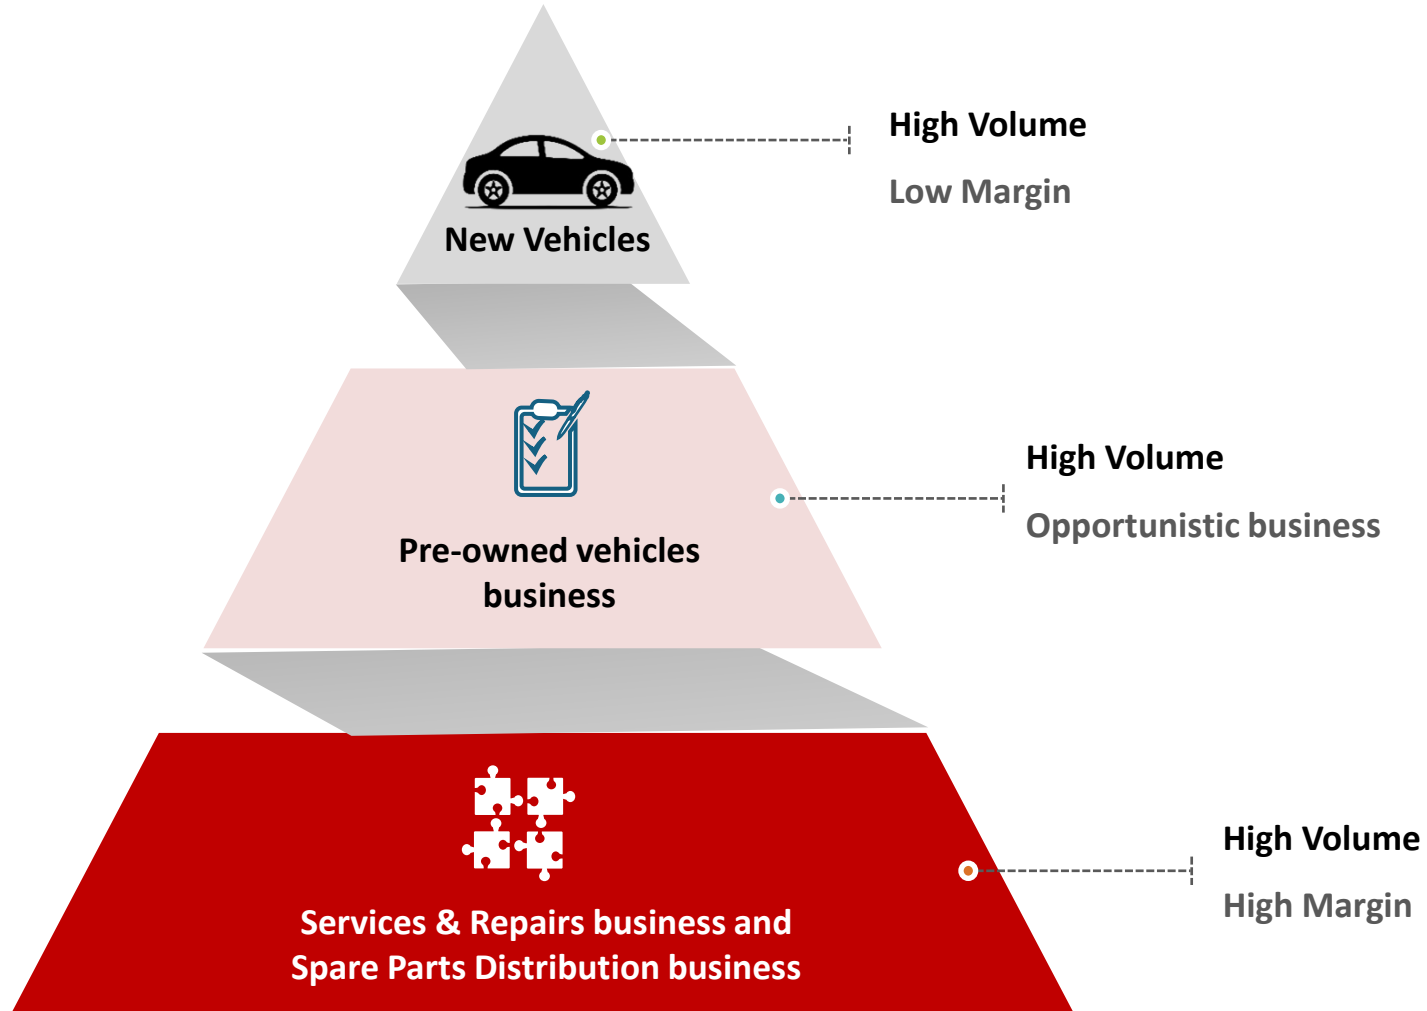 High Volume
Low Margin
New Vehicles
High Volume
Opportunistic business
Pre-owned vehicles
business
High Volume
High Margin
Services & Repairs business and
Spare Parts Distribution business